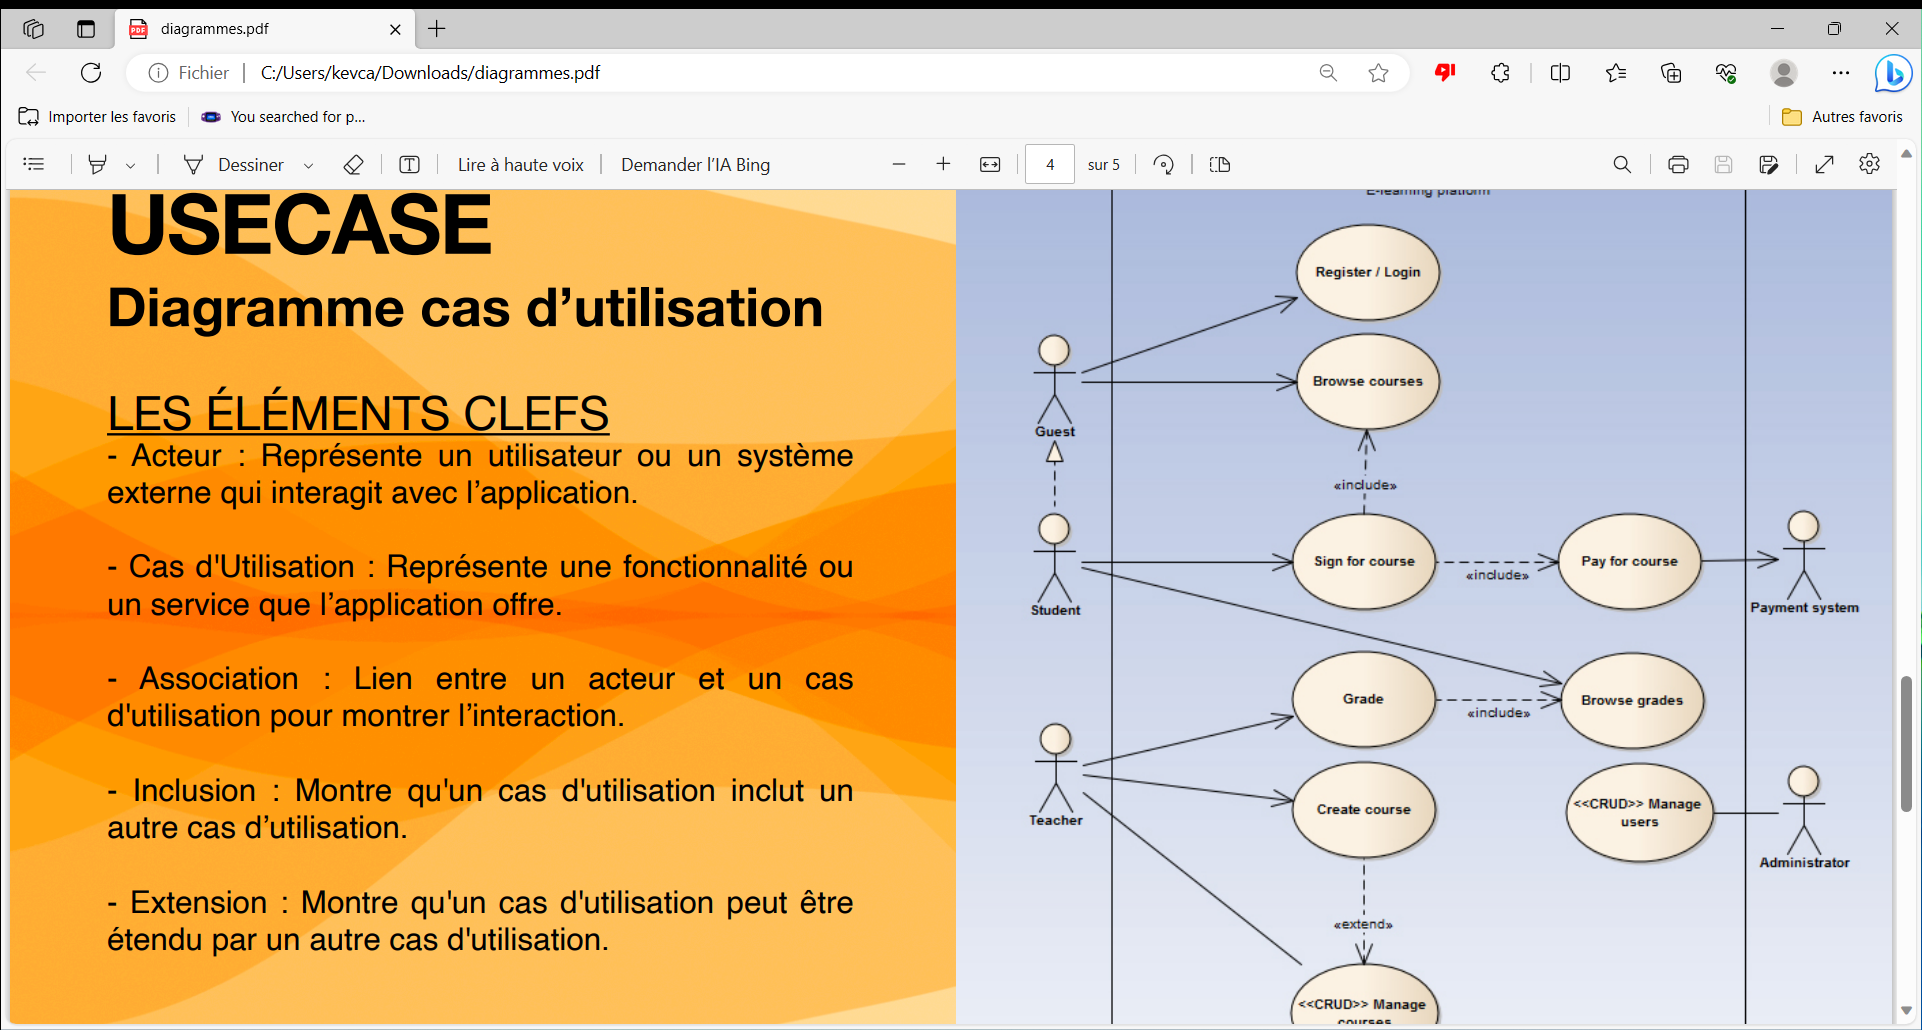 diagrammes.pdf
Fichier
C:/Users/kevca/Downloads/diagrammes.pdf
Importer les favoris
You searched for p...
Autres favoris
Dessiner
Lire à haute voix
Demander l’IA Bing
4
sur 5
USECASE
Diagramme cas d’utilisation
LES ÉLÉMENTS CLEFS
- Acteur : Représente un utilisateur ou un système
externe qui interagit avec l’application.
- Cas d'Utilisation : Représente une fonctionnalité ou
un service que l’application offre.
- Association : Lien entre un acteur et un cas
d'utilisation pour montrer l’interaction.
- Inclusion : Montre qu'un cas d'utilisation inclut un
autre cas d’utilisation.
- Extension : Montre qu'un cas d'utilisation peut être
étendu par un autre cas d'utilisation.
E-learning platform
Register / Login
Browse courses
Guest
«include»
Sign for course
«include»
Pay for course
Student
Payment system
Grade
«include»
Browse grades
Teacher
Create course
<<CRUD>> Manage
users
Administrator
«extend»
<<CRUD>> Manage
courses